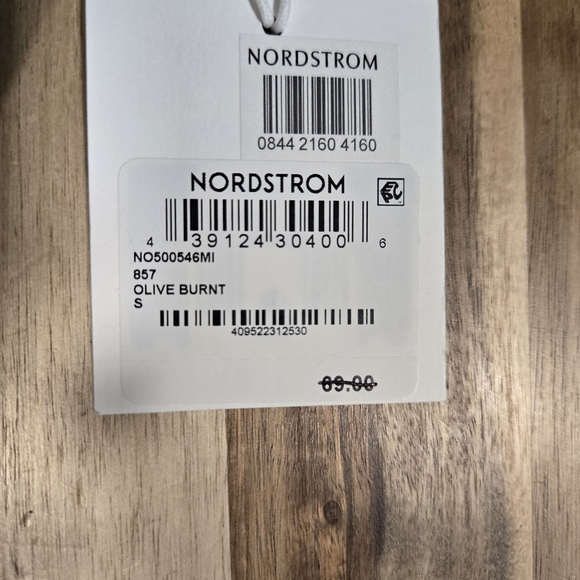 NORDSTROM
0844 2160 4160
NORDSTROM
4 39124 30400 6
NO500546MI
857
OLIVE BURNT
S
409522312530
69.00